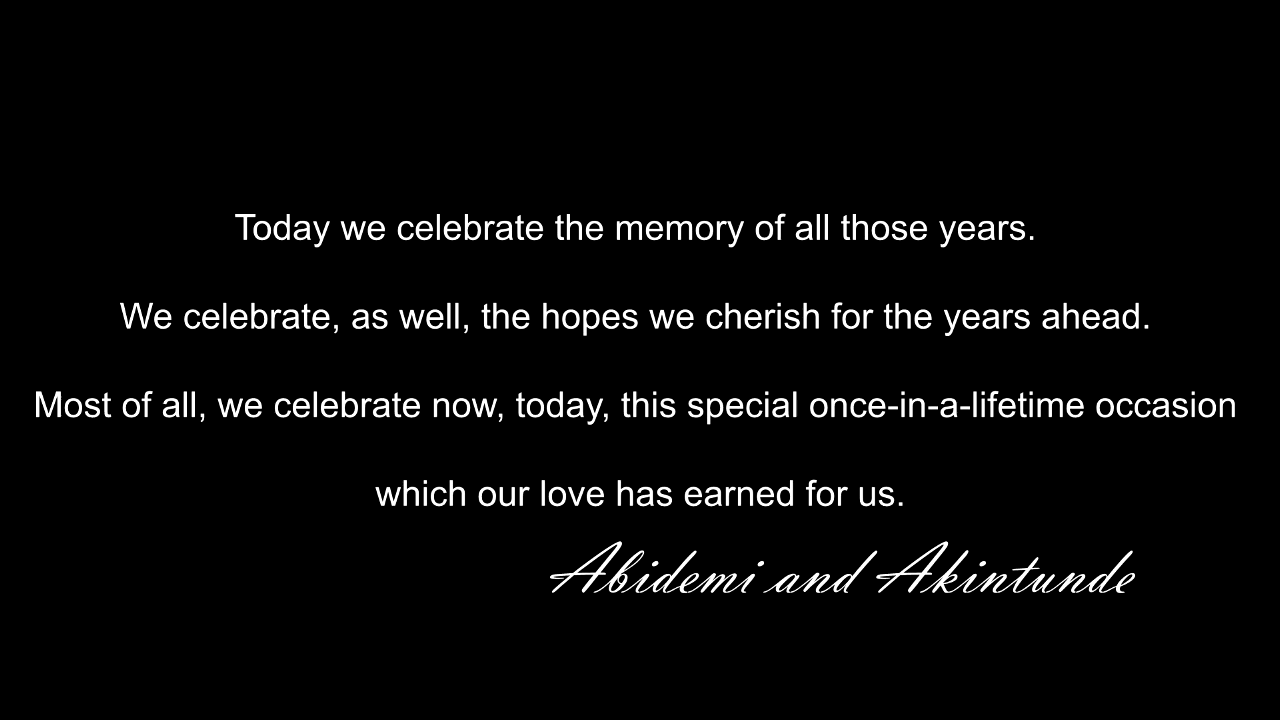 Today we celebrate the memory of all those years.
We celebrate, as well, the hopes we cherish for the years ahead.
Most of all, we celebrate now, today, this special once-in-a-lifetime occasion
which our love has earned for us.
Abidemi and Akintunde